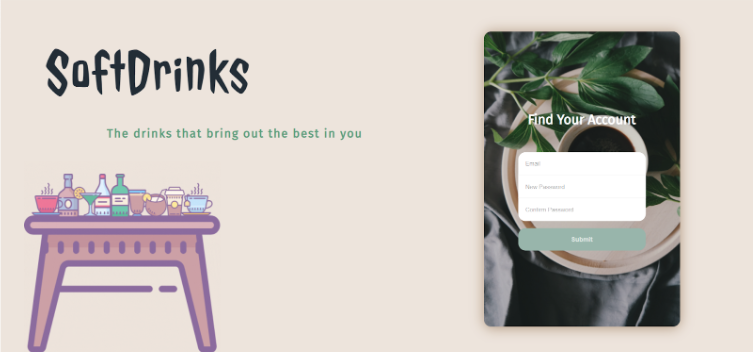 SoftDrinks
The drinks that bring out the best in you
Find Your Account
Email
New Password
Confirm Password
Submit